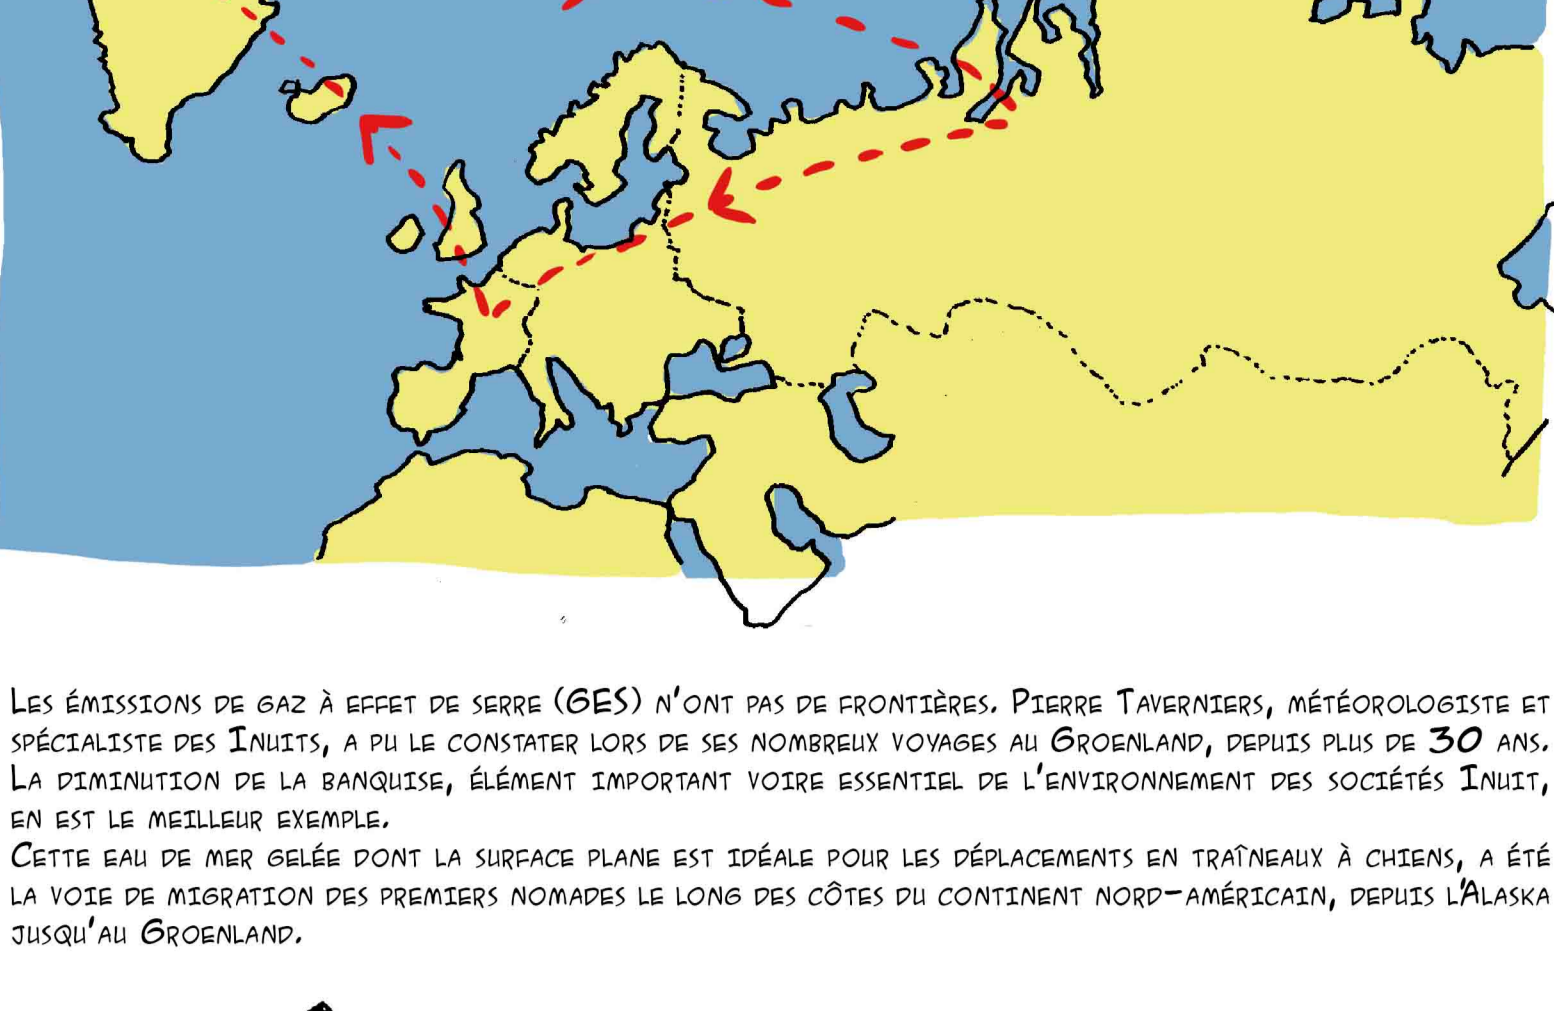 Les émissions de gaz à effet de serre (GES) n'ont pas de frontières. Pierre Taverniers, météorologiste et
spécialiste des Inuits, a pu le constater lors de ses nombreux voyages au Groenland, depuis plus de 30 ans.
La diminution de la banquise, élément important voire essentiel de l'environnement des sociétés Inuit,
en est le meilleur exemple.
Cette eau de mer gelée dont la surface plane est idéale pour les déplacements en traîneaux à chiens, a été
la voie de migration des premiers nomades le long des côtes du continent nord-américain, depuis l'Alaska
jusqu'au Groenland.